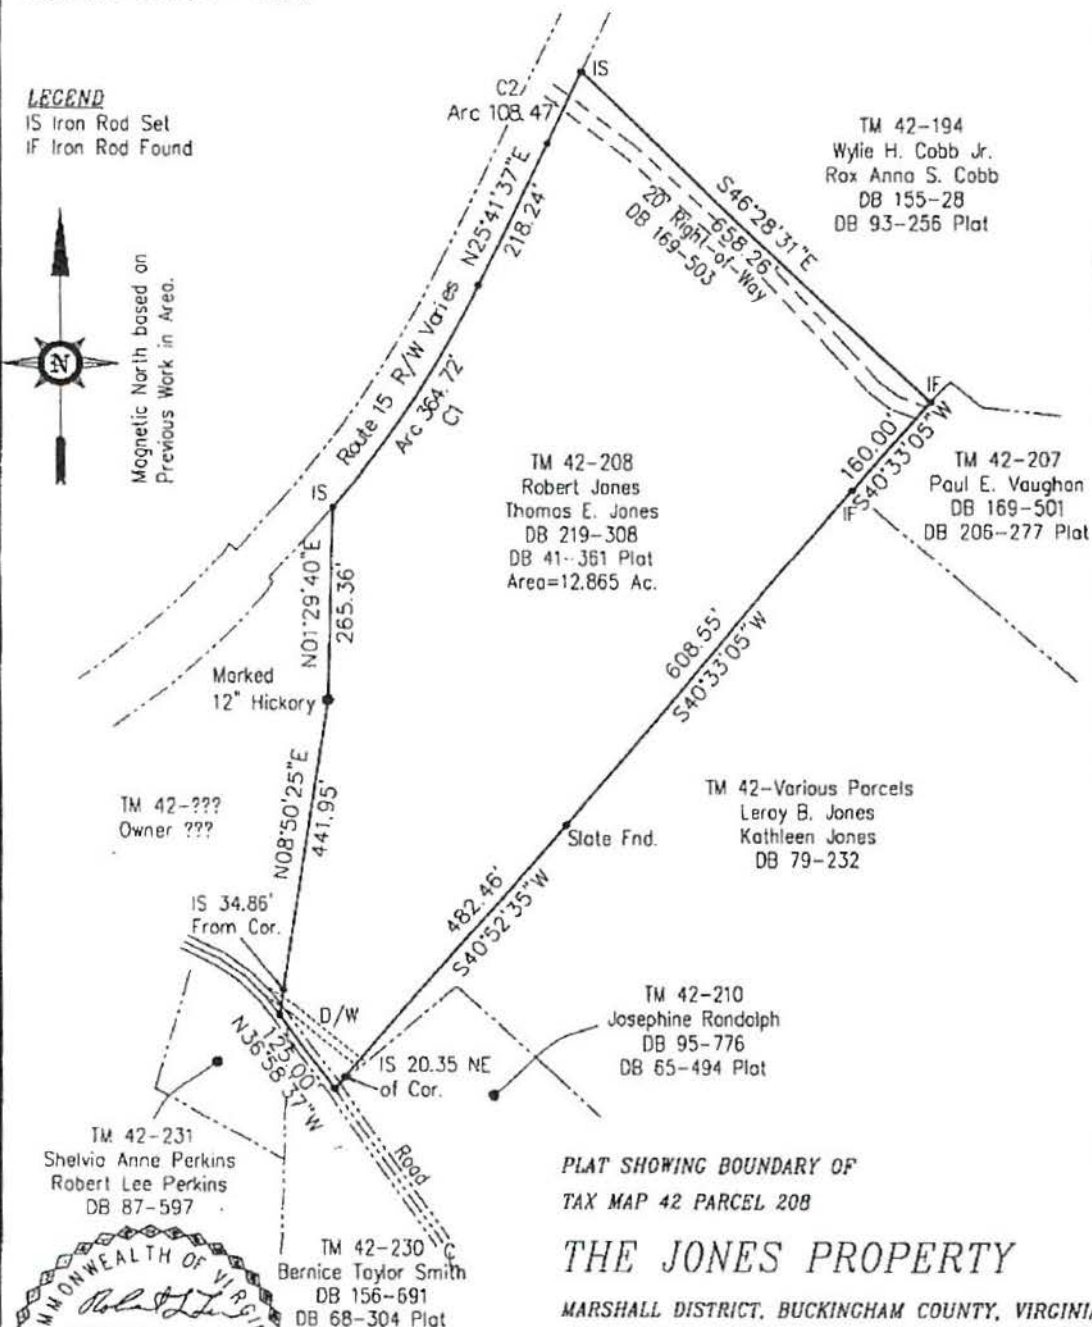 LEGEND
IS Iron Rod Set
IF Iron Rod Found
N
Magnetic North based on
Previous Work in Area.
IS
C2
Arc 108.47'
N25°41'37"E
218.24'
Route 15 R/W Varies
Arc 364.72'
C1
S46°28'31"E
658.26'
20' Right-of-Way
DB 169-503
TM 42-194
Wylie H. Cobb Jr.
Rox Anna S. Cobb
DB 155-28
DB 93-256 Plat
IF
160.00'
S40°33'05"W
IF
TM 42-207
Paul E. Vaughan
DB 169-501
DB 206-277 Plat
TM 42-208
Robert Jones
Thomas E. Jones
DB 219-308
DB 41-361 Plat
Area=12.865 Ac.
IS
N01°29'40"E
265.36'
Marked
12" Hickory
608.55'
S40°33'05"W
N08°50'25"E
441.95'
TM 42-???
Owner ???
TM 42-Various Parcels
Leroy B. Jones
Kathleen Jones
DB 79-232
Slate Fnd.
482.46'
S40°52'35"W
IS 34.86'
From Cor.
D/W
125.00'
N36°58'37"W
IS 20.35 NE
of Cor.
TM 42-210
Josephine Randolph
DB 95-776
DB 65-494 Plat
TM 42-231
Shelvia Anne Perkins
Robert Lee Perkins
DB 87-597
Road
TM 42-230
Bernice Taylor Smith
DB 156-691
DB 68-304 Plat
PLAT SHOWING BOUNDARY OF
TAX MAP 42 PARCEL 208
THE JONES PROPERTY
MARSHALL DISTRICT, BUCKINGHAM COUNTY, VIRGINI
MMONWEALTH OF VIRGI